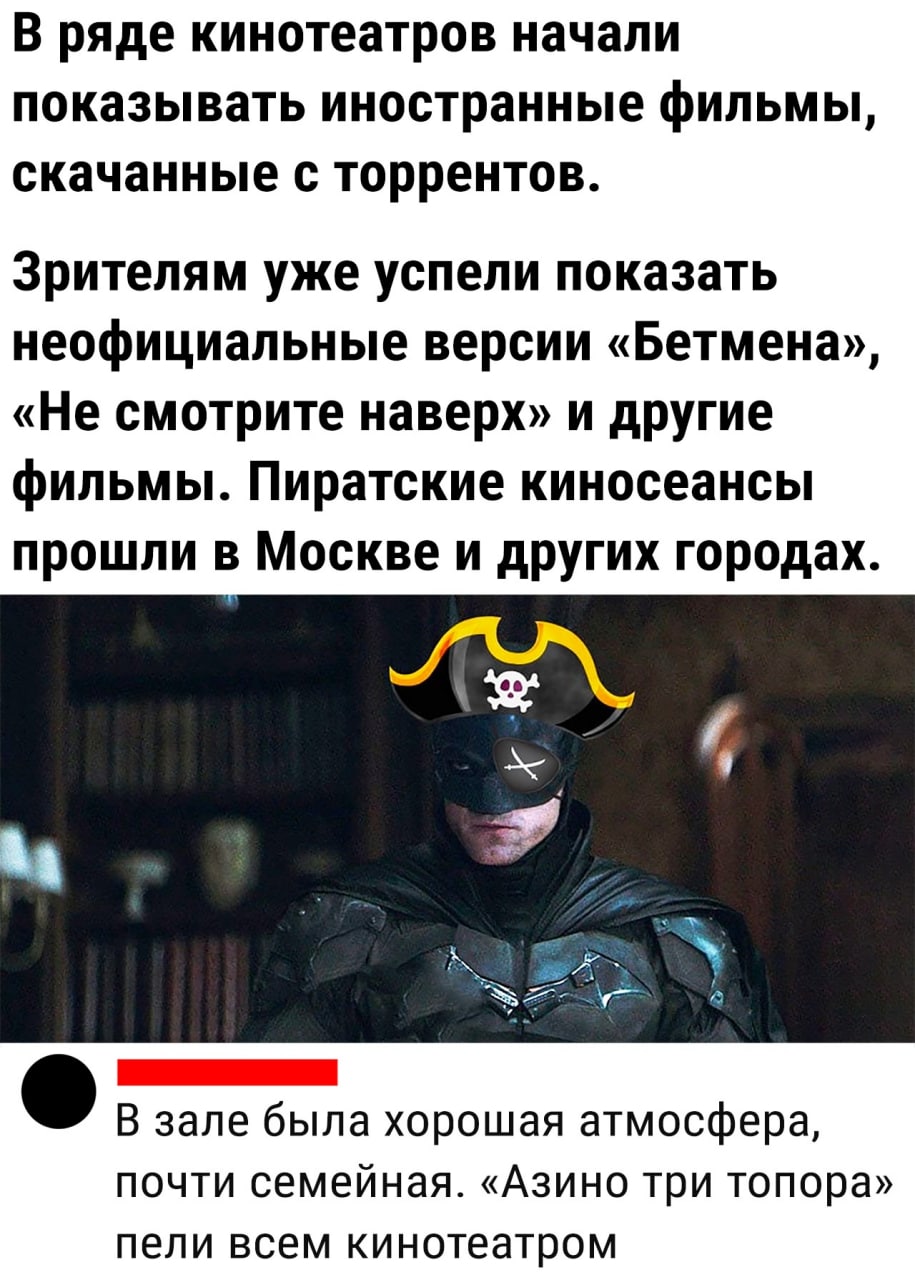 В ряде кинотеатров начали
показывать иностранные фильмы,
скачанные с торрентов.
Зрителям уже успели показать
неофициальные версии «Бетмена»,
«Не смотрите наверх» и другие
фильмы. Пиратские киносеансы
прошли в Москве и других городах.
В зале была хорошая атмосфера,
почти семейная. «Азино три топора»
пели всем кинотеатром